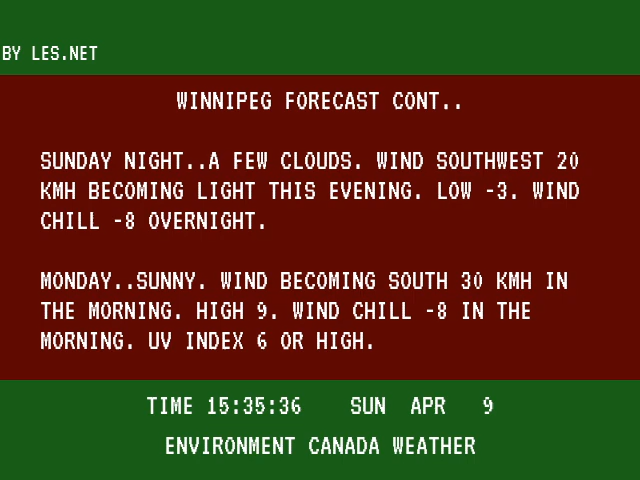 BY LES.NET
WINNIPEG FORECAST CONT..
SUNDAY NIGHT..A FEW CLOUDS. WIND SOUTHWEST 20
KMH BECOMING LIGHT THIS EVENING. LOW -3. WIND
CHILL -8 OVERNIGHT.
MONDAY..SUNNY. WIND BECOMING SOUTH 30 KMH IN
THE MORNING. HIGH 9. WIND CHILL -8 IN THE
MORNING. UV INDEX 6 OR HIGH.
TIME 15:35:36 SUN APR 9
ENVIRONMENT CANADA WEATHER